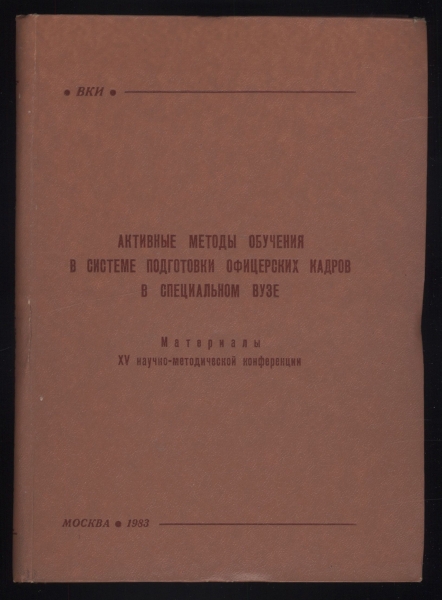 • ВКИ •
АКТИВНЫЕ МЕТОДЫ ОБУЧЕНИЯ
В СИСТЕМЕ ПОДГОТОВКИ ОФИЦЕРСКИХ КАДРОВ
В СПЕЦИАЛЬНОМ ВУЗЕ
Материалы
XV научно-методической конференции
МОСКВА • 1983